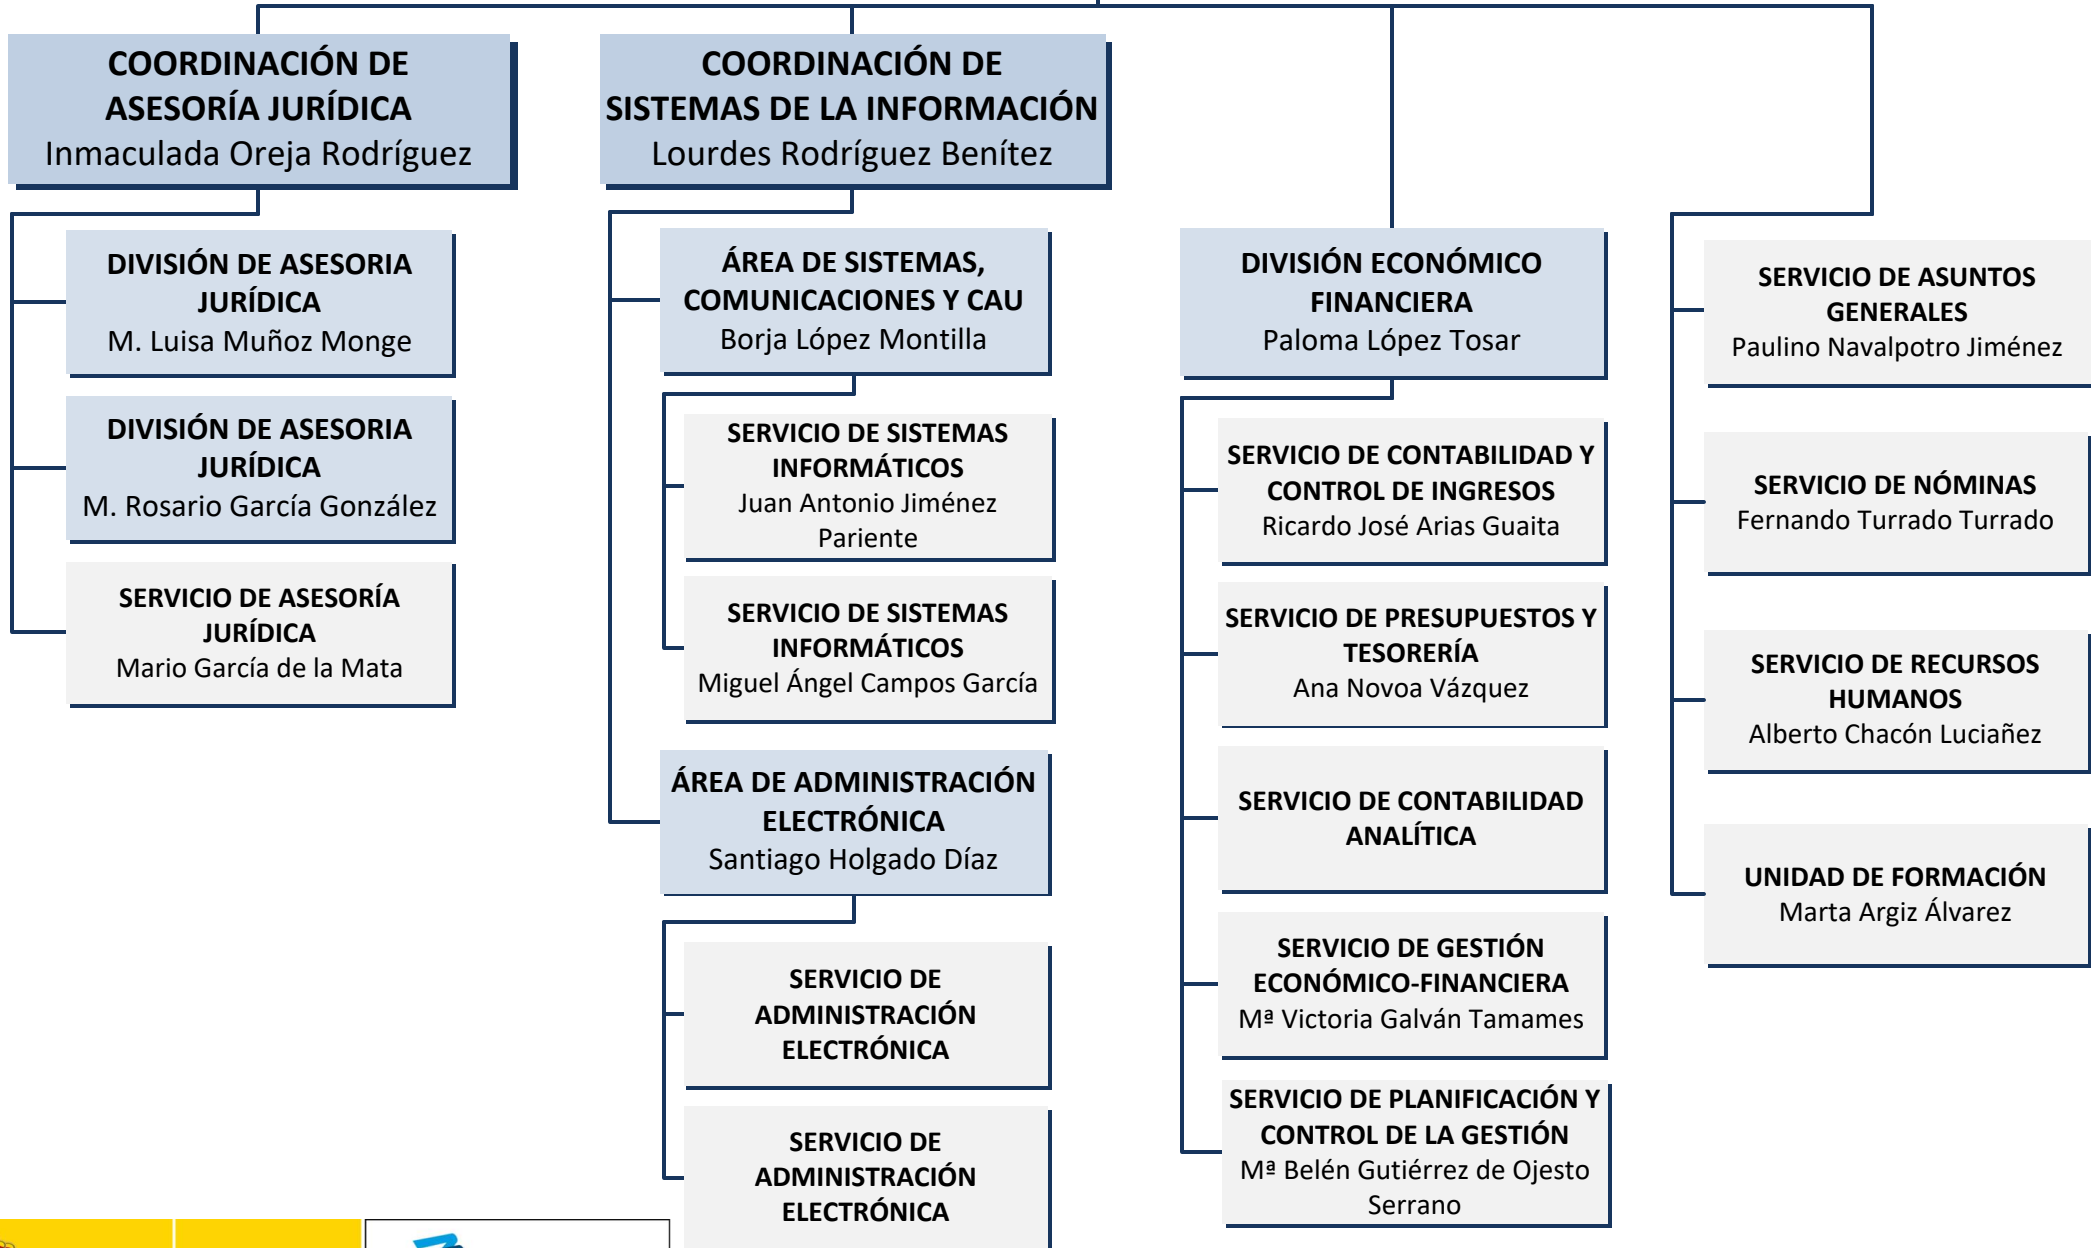 COORDINACIÓN DE
ASESORÍA JURÍDICA
Inmaculada Oreja Rodríguez
DIVISIÓN DE ASESORIA
JURÍDICA
M. Luisa Muñoz Monge
DIVISIÓN DE ASESORIA
JURÍDICA
M. Rosario García González
SERVICIO DE ASESORÍA
JURÍDICA
Mario García de la Mata
COORDINACIÓN DE
SISTEMAS DE LA INFORMACIÓN
Lourdes Rodríguez Benítez
ÁREA DE SISTEMAS,
COMUNICACIONES Y CAU
Borja López Montilla
SERVICIO DE SISTEMAS
INFORMÁTICOS
Juan Antonio Jiménez
Pariente
SERVICIO DE SISTEMAS
INFORMÁTICOS
Miguel Ángel Campos García
ÁREA DE ADMINISTRACIÓN
ELECTRÓNICA
Santiago Holgado Díaz
SERVICIO DE
ADMINISTRACIÓN
ELECTRÓNICA
SERVICIO DE
ADMINISTRACIÓN
ELECTRÓNICA
DIVISIÓN ECONÓMICO
FINANCIERA
Paloma López Tosar
SERVICIO DE CONTABILIDAD Y
CONTROL DE INGRESOS
Ricardo José Arias Guaita
SERVICIO DE PRESUPUESTOS Y
TESORERÍA
Ana Novoa Vázquez
SERVICIO DE CONTABILIDAD
ANALÍTICA
SERVICIO DE GESTIÓN
ECONÓMICO-FINANCIERA
Mª Victoria Galván Tamames
SERVICIO DE PLANIFICACIÓN Y
CONTROL DE LA GESTIÓN
Mª Belén Gutiérrez de Ojesto
Serrano
SERVICIO DE ASUNTOS
GENERALES
Paulino Navalpotro Jiménez
SERVICIO DE NÓMINAS
Fernando Turrado Turrado
SERVICIO DE RECURSOS
HUMANOS
Alberto Chacón Luciañez
UNIDAD DE FORMACIÓN
Marta Argiz Álvarez